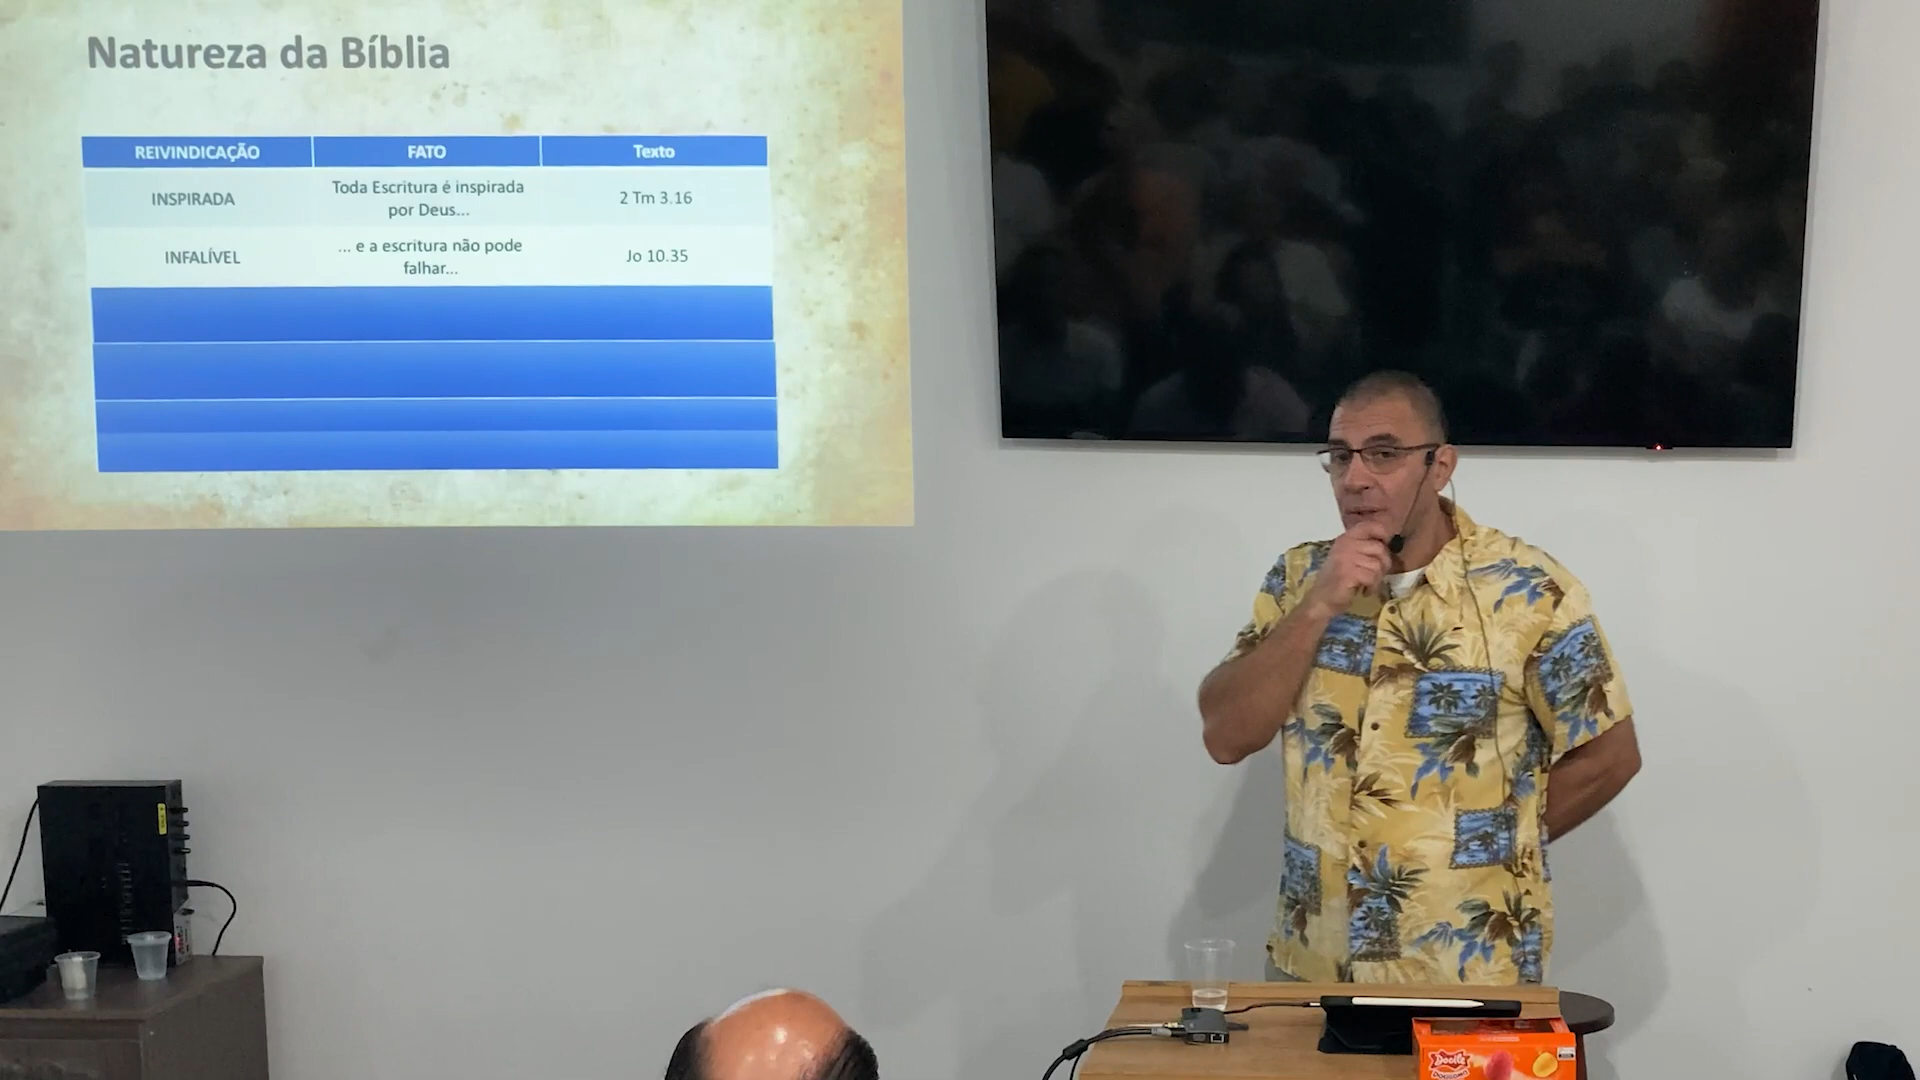 Natureza da Bíblia
REIVINDICAÇÃO
FATO
Texto
INSPIRADA
Toda Escritura é inspirada
por Deus...
2 Tm 3.16
INFALÍVEL
... e a escritura não pode
falhar...
Jo 10.35
Docile